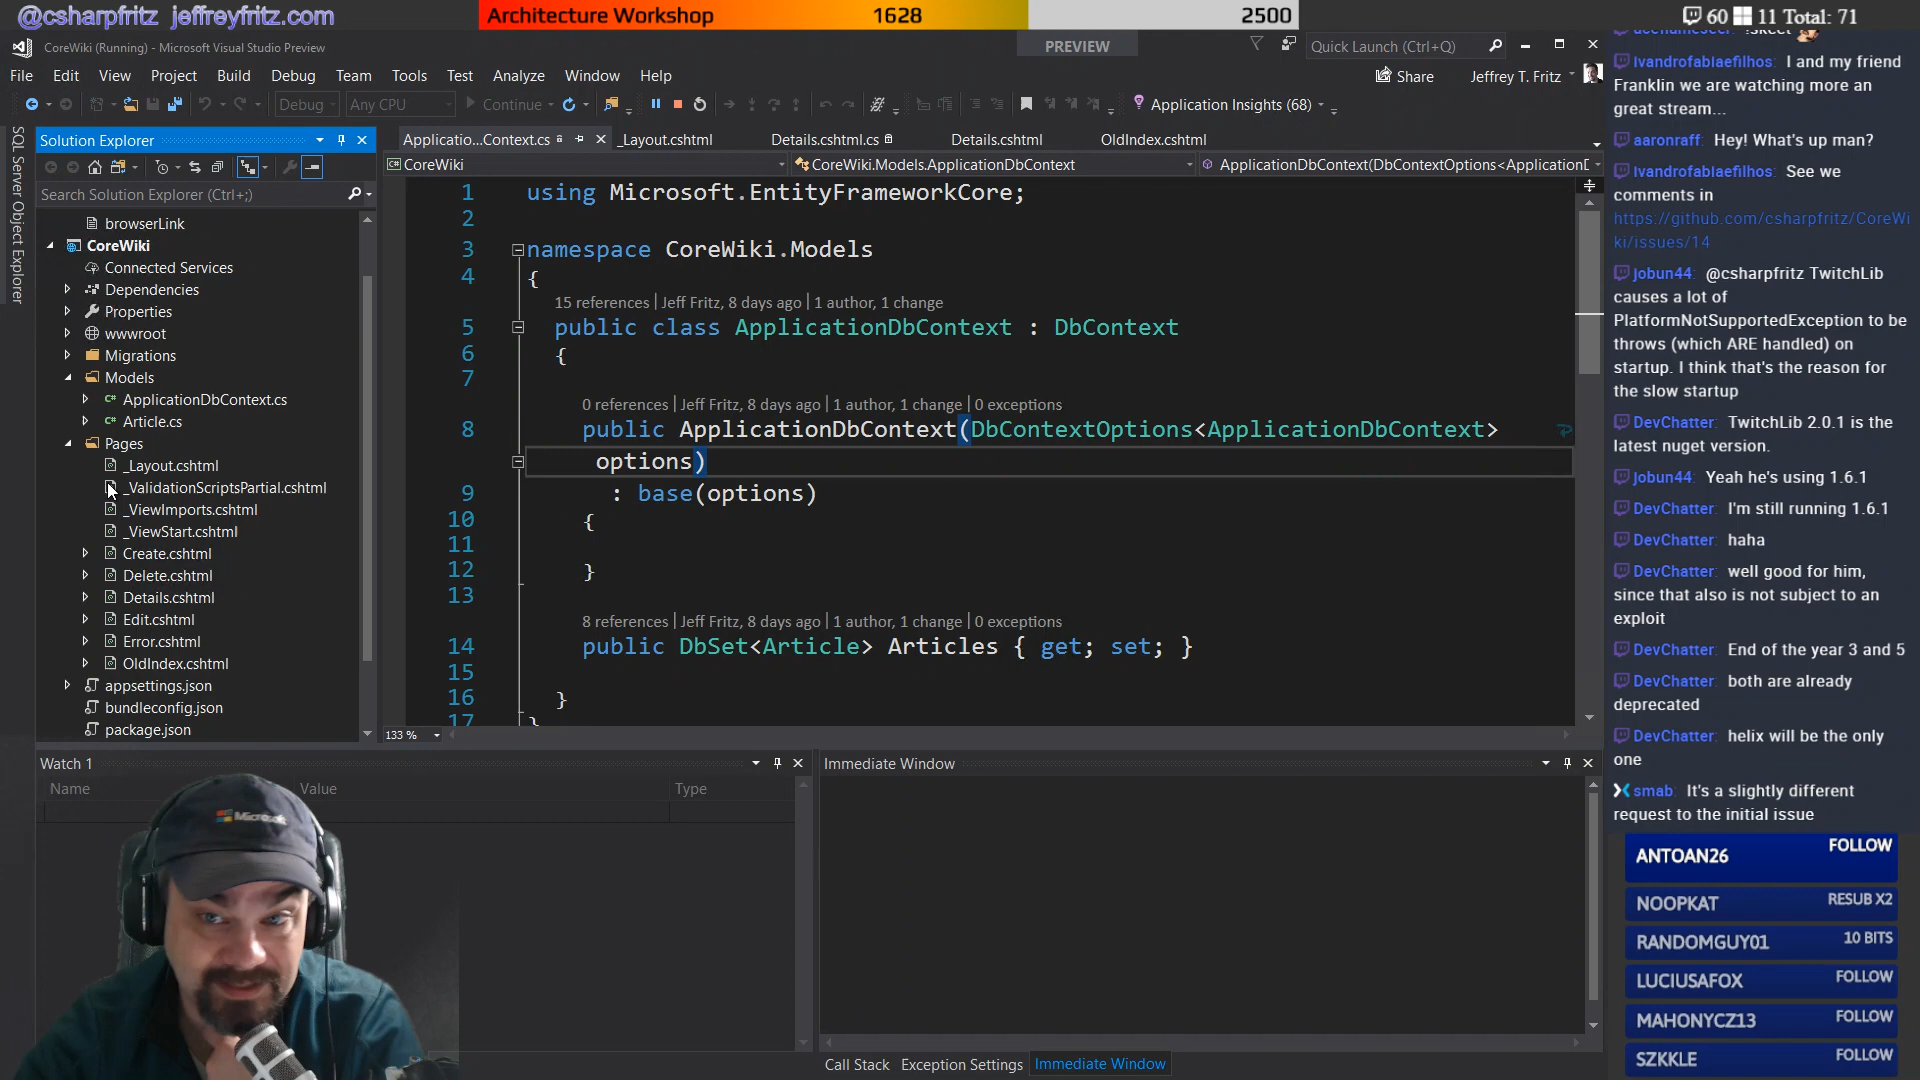 @csharpfritz jeffreyfritz.com
Architecture Workshop 1628 2500
60 11 Total: 71
CoreWiki (Running) - Microsoft Visual Studio Preview
PREVIEW
Quick Launch (Ctrl+Q)
File Edit View Project Build Debug Team Tools Test Analyze Window Help
Share Jeffrey T. Fritz
Debug Any CPU Continue Application Insights (68)
SQL Server Object Explorer
Solution Explorer
Search Solution Explorer (Ctrl+;)
browserLink
CoreWiki
Connected Services
Dependencies
Properties
wwwroot
Migrations
Models
ApplicationDbContext.cs
Article.cs
Pages
_Layout.cshtml
_ValidationScriptsPartial.cshtml
_ViewImports.cshtml
_ViewStart.cshtml
Create.cshtml
Delete.cshtml
Details.cshtml
Edit.cshtml
Error.cshtml
OldIndex.cshtml
appsettings.json
bundleconfig.json
package.json
Applicatio...Context.cs _Layout.cshtml Details.cshtml.cs Details.cshtml OldIndex.cshtml
CoreWiki CoreWiki.Models.ApplicationDbContext ApplicationDbContext(DbContextOptions<Application
1 using Microsoft.EntityFrameworkCore;
2
3 namespace CoreWiki.Models
4 {
15 references | Jeff Fritz, 8 days ago | 1 author, 1 change
5 public class ApplicationDbContext : DbContext
6 {
7
0 references | Jeff Fritz, 8 days ago | 1 author, 1 change | 0 exceptions
8 public ApplicationDbContext(DbContextOptions<ApplicationDbContext>
options)
9 : base(options)
10 {
11
12 }
13
8 references | Jeff Fritz, 8 days ago | 1 author, 1 change | 0 exceptions
14 public DbSet<Article> Articles { get; set; }
15
16 }
17 }
133 %
Watch 1
Name Value Type
Microsoft
Immediate Window
Call Stack Exception Settings Immediate Window
lvandrofabiaefilhos: I and my friend
Franklin we are watching more an
great stream...
aaronraff: Hey! What's up man?
lvandrofabiaefilhos: See we
comments in
https://github.com/csharpfritz/CoreWi
ki/issues/14
jobun44: @csharpfritz TwitchLib
causes a lot of
PlatformNotSupportedException to be
throws (which ARE handled) on
startup. I think that's the reason for
the slow startup
DevChatter: TwitchLib 2.0.1 is the
latest nuget version.
jobun44: Yeah he's using 1.6.1
DevChatter: I'm still running 1.6.1
DevChatter: haha
DevChatter: well good for him,
since that also is not subject to an
exploit
DevChatter: End of the year 3 and 5
DevChatter: both are already
deprecated
DevChatter: helix will be the only
one
smab: It's a slightly different
request to the initial issue
ANTOAN26 FOLLOW
NOOPKAT RESUB X2
RANDOMGUY01 10 BITS
LUCIUSAFOX FOLLOW
MAHONYCZ13 FOLLOW
SZKKLE FOLLOW